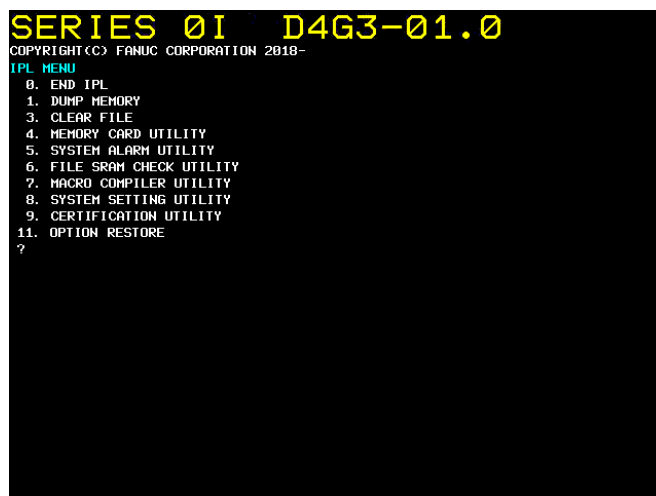 SERIES 0I D4G3-01.0
COPYRIGHT(C) FANUC CORPORATION 2018-
IPL MENU
0. END IPL
1. DUMP MEMORY
3. CLEAR FILE
4. MEMORY CARD UTILITY
5. SYSTEM ALARM UTILITY
6. FILE SRAM CHECK UTILITY
7. MACRO COMPILER UTILITY
8. SYSTEM SETTING UTILITY
9. CERTIFICATION UTILITY
11. OPTION RESTORE
?